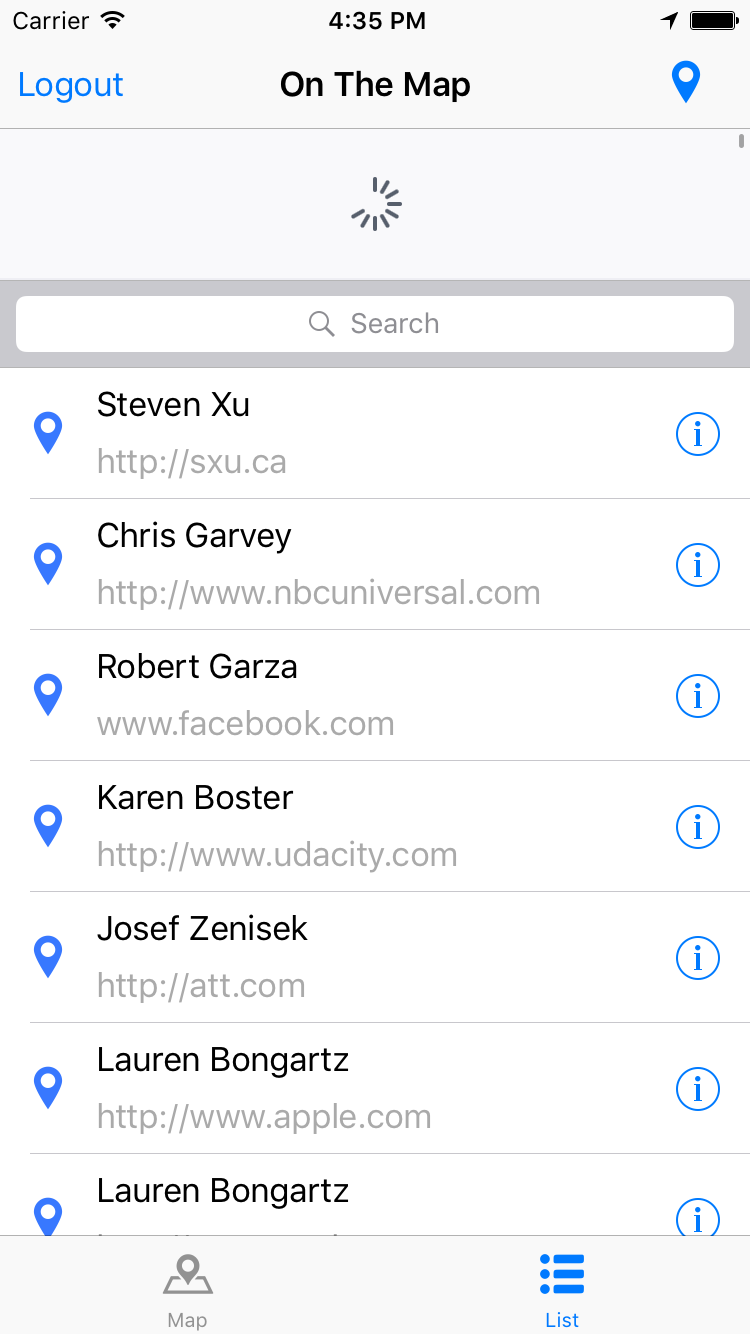 Carrier 4:35 PM
Logout On The Map
Search
Steven Xu
http://sxu.ca
Chris Garvey
http://www.nbcuniversal.com
Robert Garza
www.facebook.com
Karen Boster
http://www.udacity.com
Josef Zenisek
http://att.com
Lauren Bongartz
http://www.apple.com
Lauren Bongartz
Map List